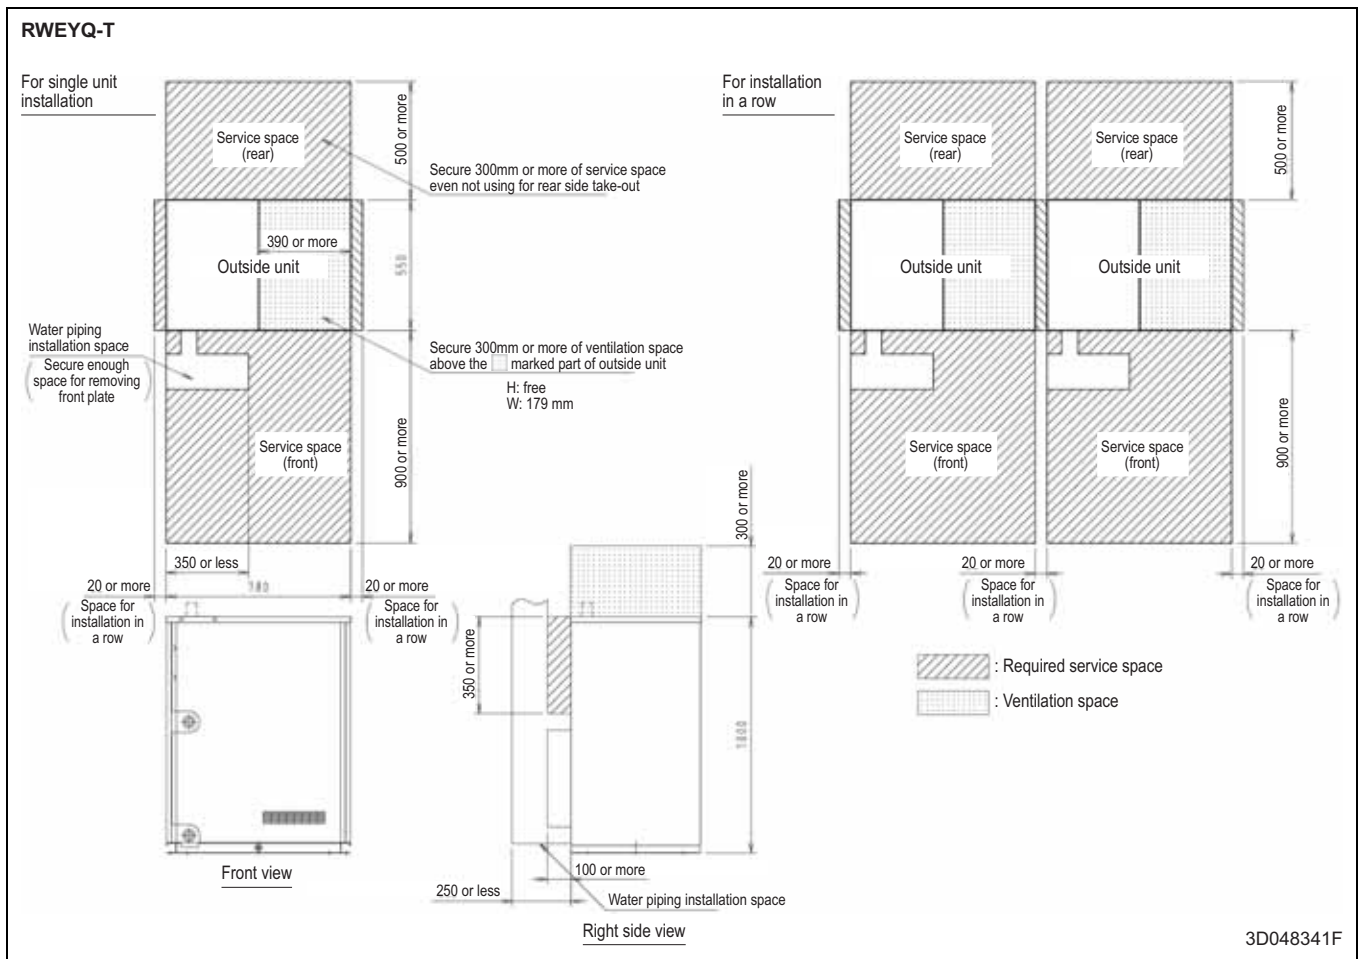 RWEYQ-T
For single unit
installation
Service space
(rear)
500 or more
Secure 300mm or more of service space
even not using for rear side take-out
390 or more
Outside unit
550
Water piping
installation space
(Secure enough
space for removing
front plate)
Secure 300mm or more of ventilation space
above the marked part of outside unit
H: free
W: 179 mm
Service space
(front)
900 or more
350 or less
20 or more
780
20 or more
(Space for
installation in
a row)
(Space for
installation in
a row)
Front view
300 or more
350 or more
1800
100 or more
250 or less
Water piping installation space
Right side view
For installation
in a row
Service space
(rear)
Service space
(rear)
500 or more
Outside unit
Outside unit
Service space
(front)
Service space
(front)
900 or more
20 or more
(Space for
installation in
a row)
20 or more
(Space for
installation in
a row)
20 or more
(Space for
installation in
a row)
: Required service space
: Ventilation space
3D048341F